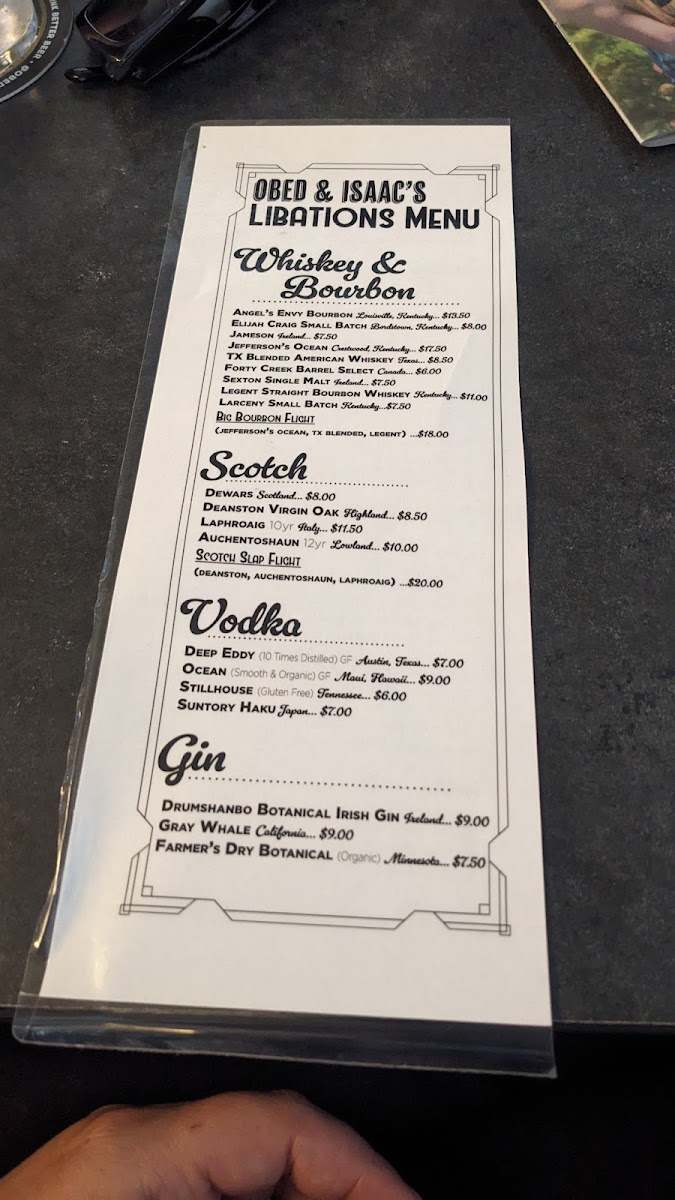 NK BETTER BEER • @OBED
OBED & ISAAC'S
LIBATIONS MENU
Whiskey &
Bourbon
ANGEL'S ENVY BOURBON Louisville, Kentucky... $13.50
ELIJAH CRAIG SMALL BATCH Bardstown, Kentucky... $8.00
JAMESON Ireland... $7.50
JEFFERSON'S OCEAN Crestwood, Kentucky... $17.50
TX BLENDED AMERICAN WHISKEY Texas... $8.50
FORTY CREEK BARREL SELECT Canada... $6.00
SEXTON SINGLE MALT Ireland... $7.50
LEGENT STRAIGHT BOURBON WHISKEY Kentucky... $11.00
LARCENY SMALL BATCH Kentucky...$7.50
BIG BOURBON FLIGHT
(JEFFERSON'S OCEAN, TX BLENDED, LEGENT) ...$18.00
Scotch
DEWARS Scotland... $8.00
DEANSTON VIRGIN OAK Highland... $8.50
LAPHROAIG 10yr Italy... $11.50
AUCHENTOSHAUN 12yr Lowland... $10.00
SCOTCH SLAP FLIGHT
(DEANSTON, AUCHENTOSHAUN, LAPHROAIG) ...$20.00
Vodka
DEEP EDDY (10 Times Distilled) GF Austin, Texas... $7.00
OCEAN (Smooth & Organic) GF Maui, Hawaii... $9.00
STILLHOUSE (Gluten Free) Tennessee... $6.00
SUNTORY HAKU Japan... $7.00
Gin
DRUMSHANBO BOTANICAL IRISH GIN Ireland... $9.00
GRAY WHALE California... $9.00
FARMER'S DRY BOTANICAL (Organic) Minnesota... $7.50